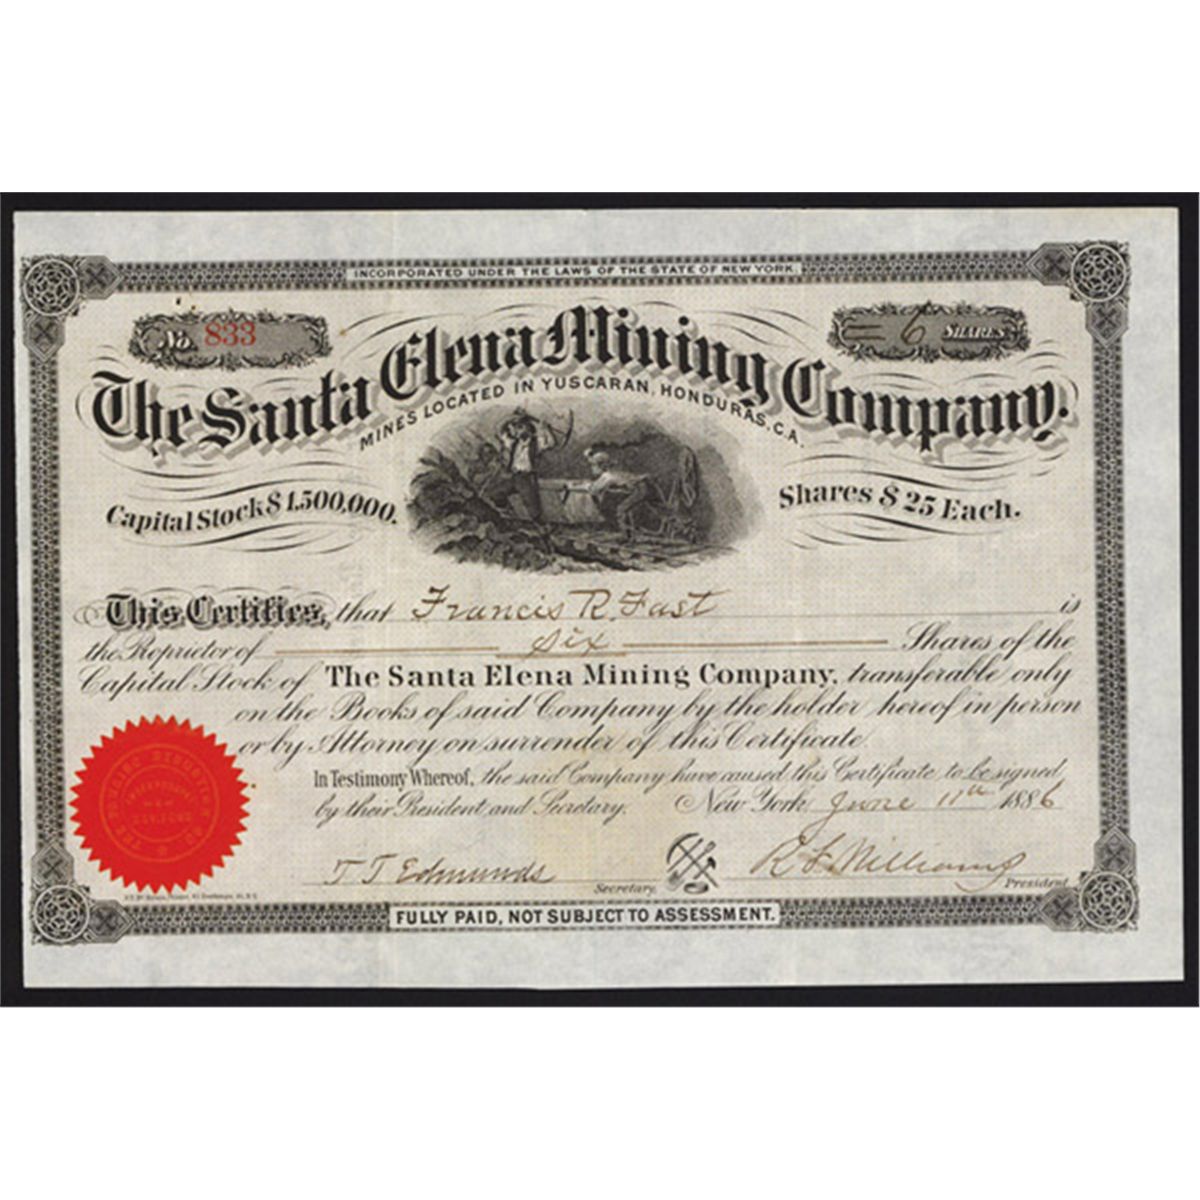 INCORPORATED UNDER THE LAWS OF THE STATE OF NEW YORK.
No. 833
6 SHARES
The Santa Elena Mining Company.
MINES LOCATED IN YUSCARAN, HONDURAS, C.A.
Capital Stock $1,500,000.
Shares $25 Each.
This Certifies, that Francis R. Fast is
the Proprietor of Six Shares of the
Capital Stock of The Santa Elena Mining Company, transferable only
on the Books of said Company by the holder hereof in person
or by Attorney on surrender of this Certificate.
In Testimony Whereof, the said Company have caused this Certificate to be signed
by their President and Secretary. New York June 11th 1886
T T Edmunds Secretary.
Williams President.
FULLY PAID, NOT SUBJECT TO ASSESSMENT.